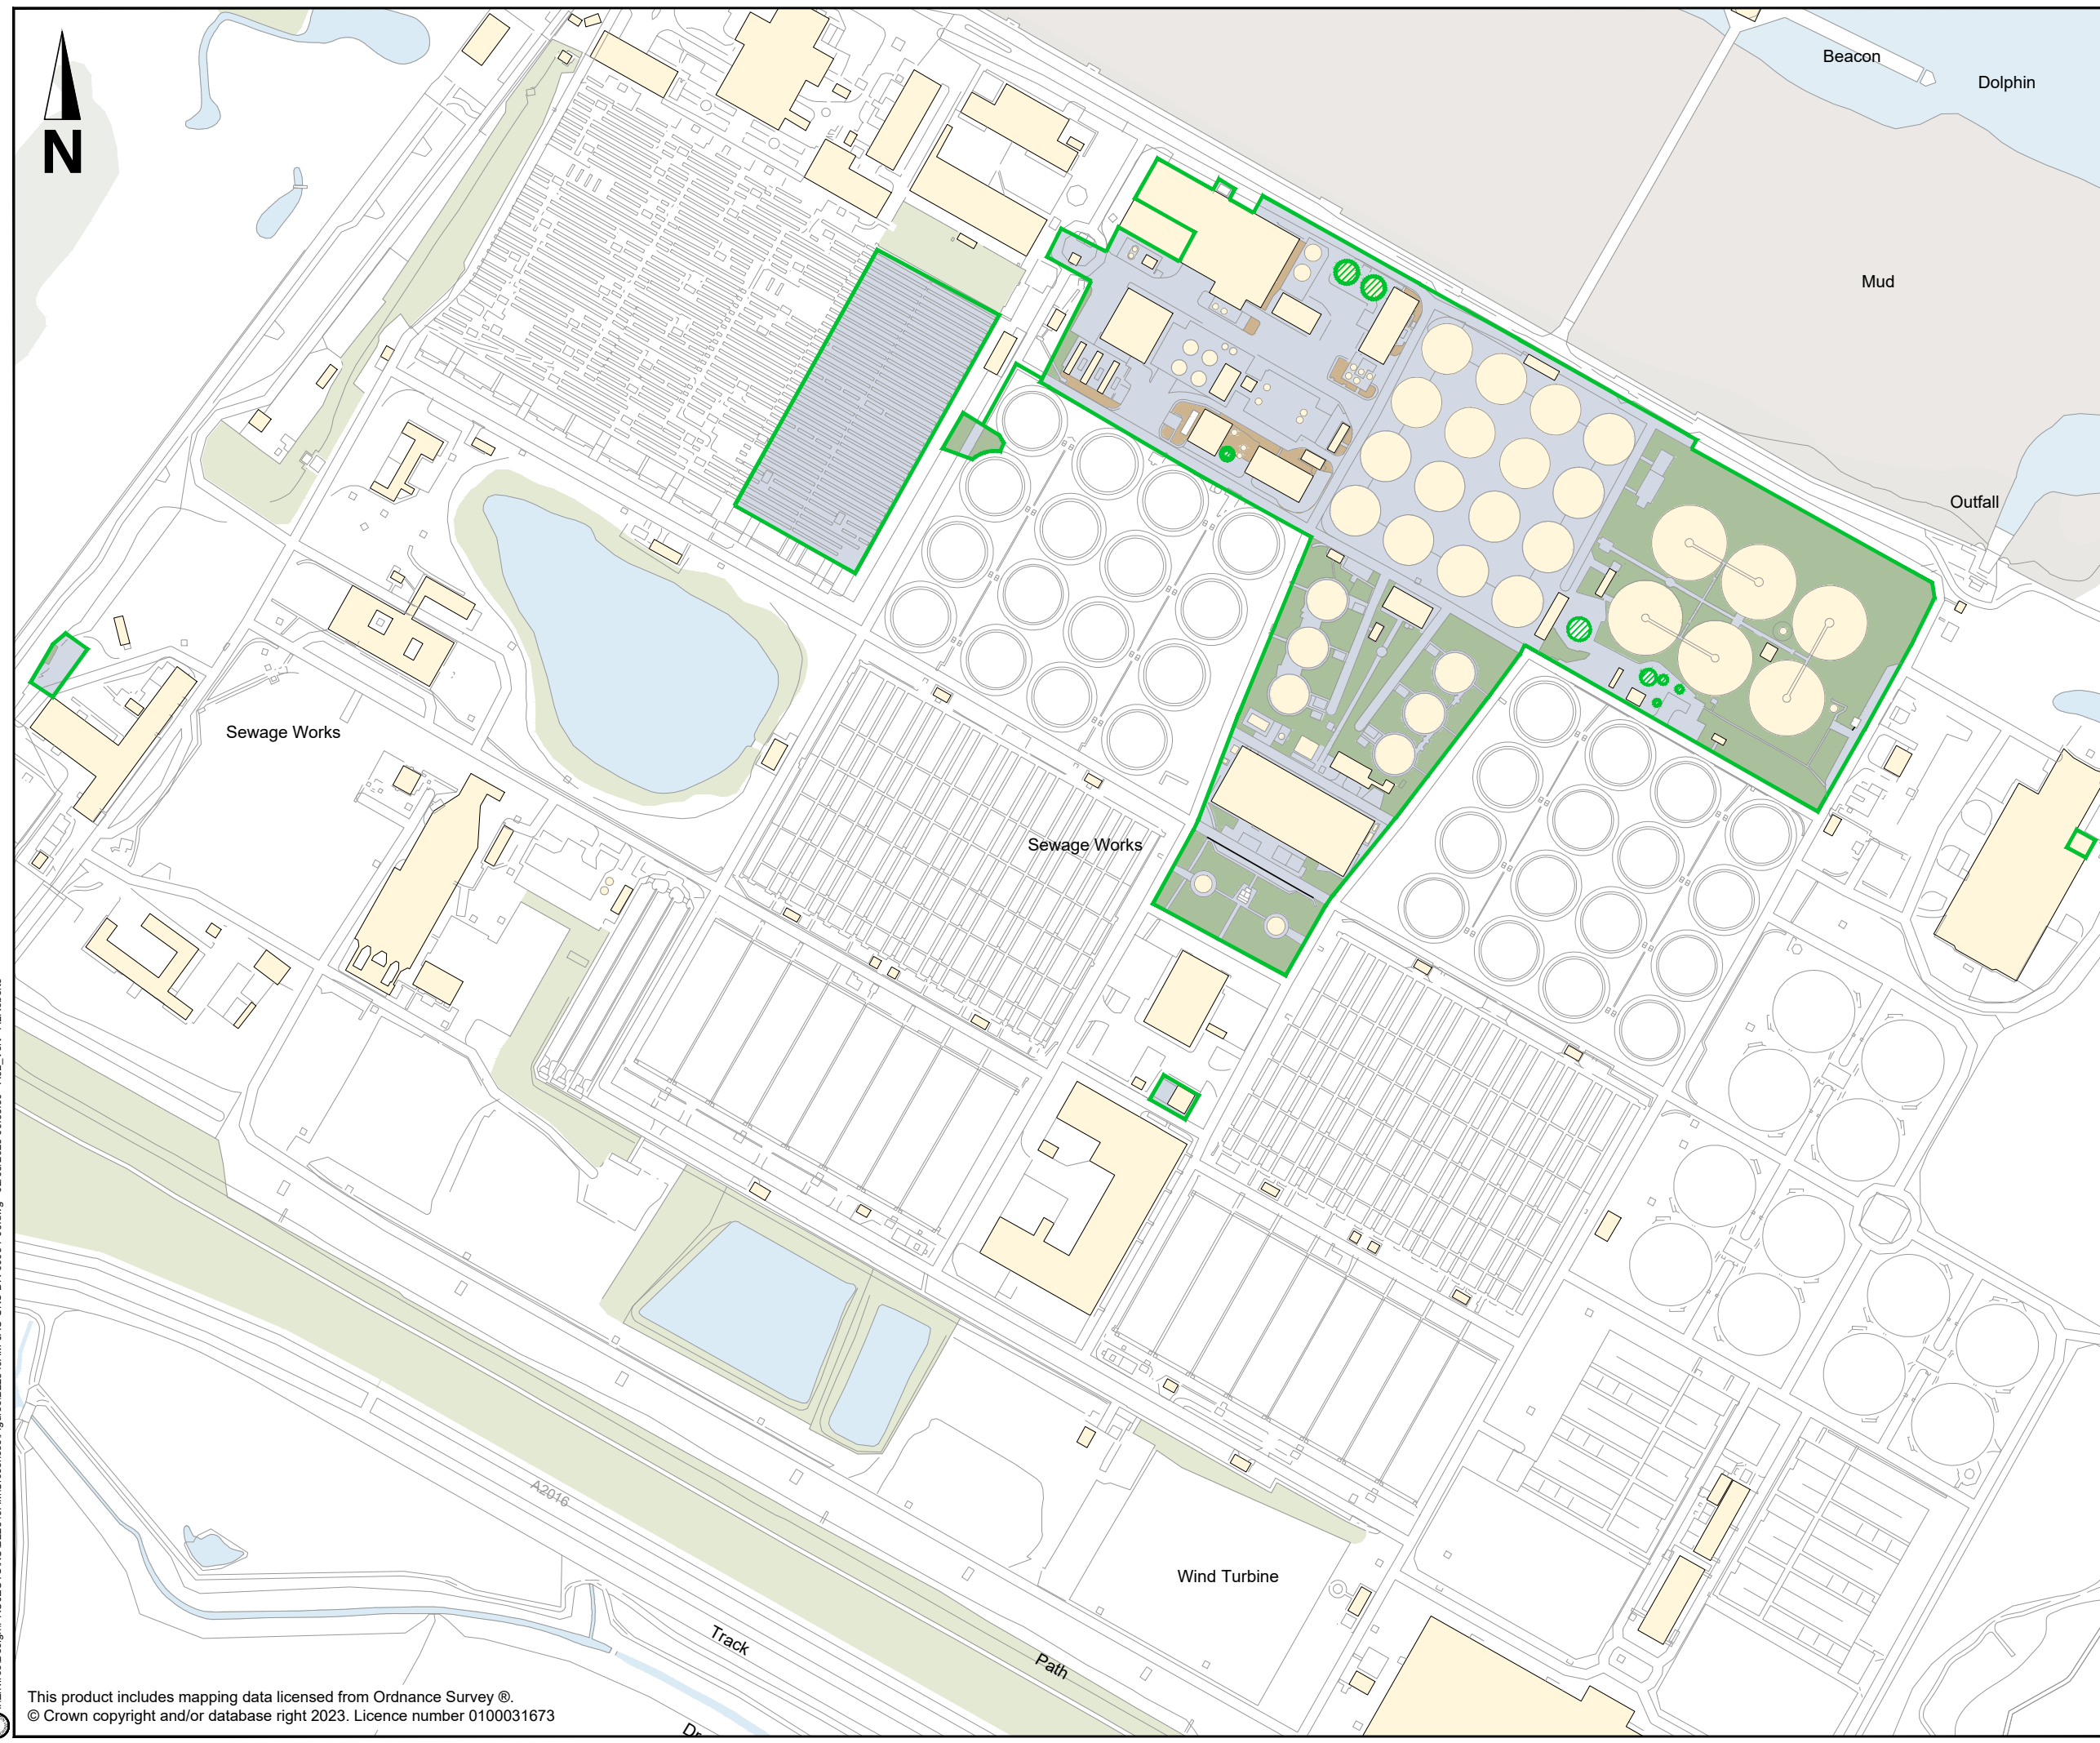 Beacon
Dolphin
N
Mud
Outfall
Sewage Works
Sewage Works
A2016
Wind Turbine
Track
Path
This product includes mapping data licensed from Ordnance Survey ®.
© Crown copyright and/or database right 2023. Licence number 0100031673